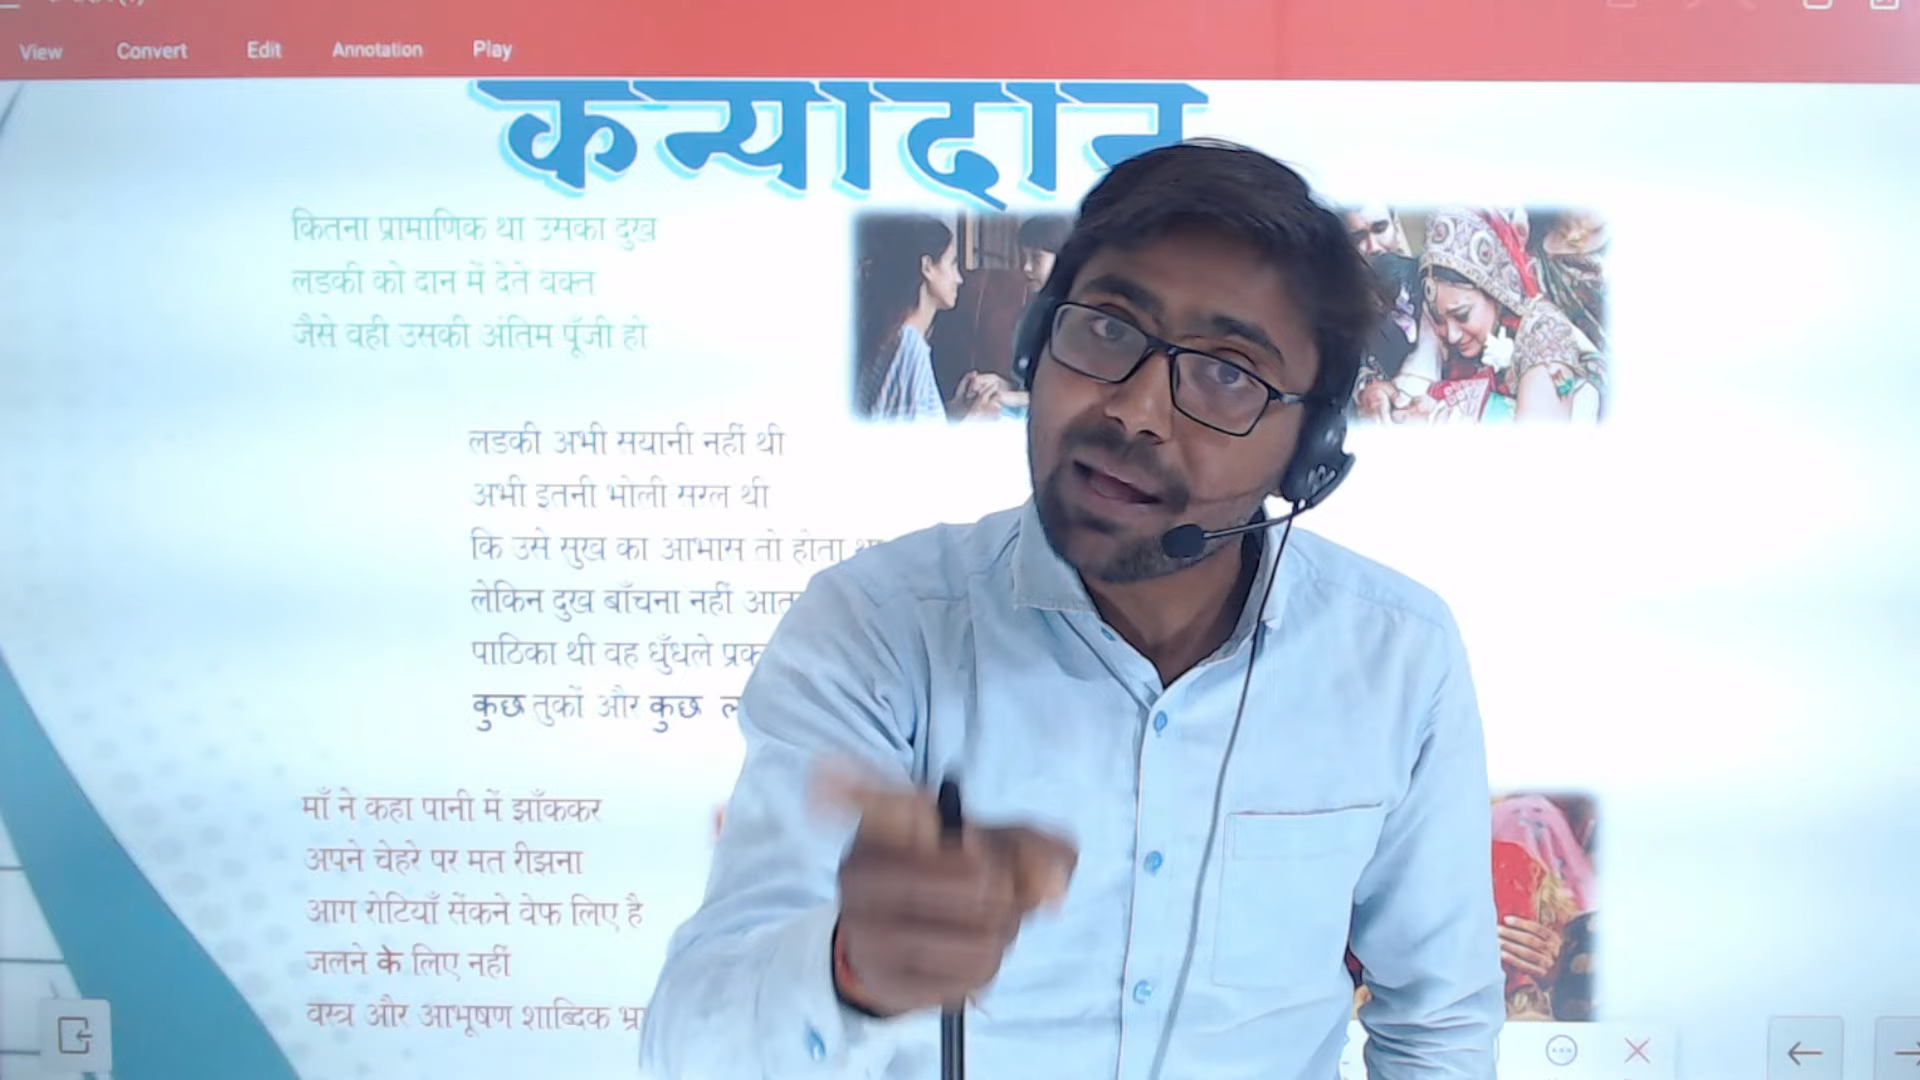 View Convert Edit Annotation Play
कन्यादान
कितना प्रामाणिक था उसका दुख
लडकी को दान में देते वक्त
जैसे वही उसकी अंतिम पूँजी हो
लडकी अभी सयानी नहीं थी
अभी इतनी भोली सरल थी
कि उसे सुख का आभास तो होता
लेकिन दुख बाँचना नहीं
पाठिका थी वह धुँधले
कुछ तुकों और कुछ
माँ ने कहा पानी में झाँककर
अपने चेहरे पर मत रीझना
आग रोटियाँ सेंकने वेफ लिए है
जलने के लिए नहीं
वस्त्र और आभूषण शाब्दिक